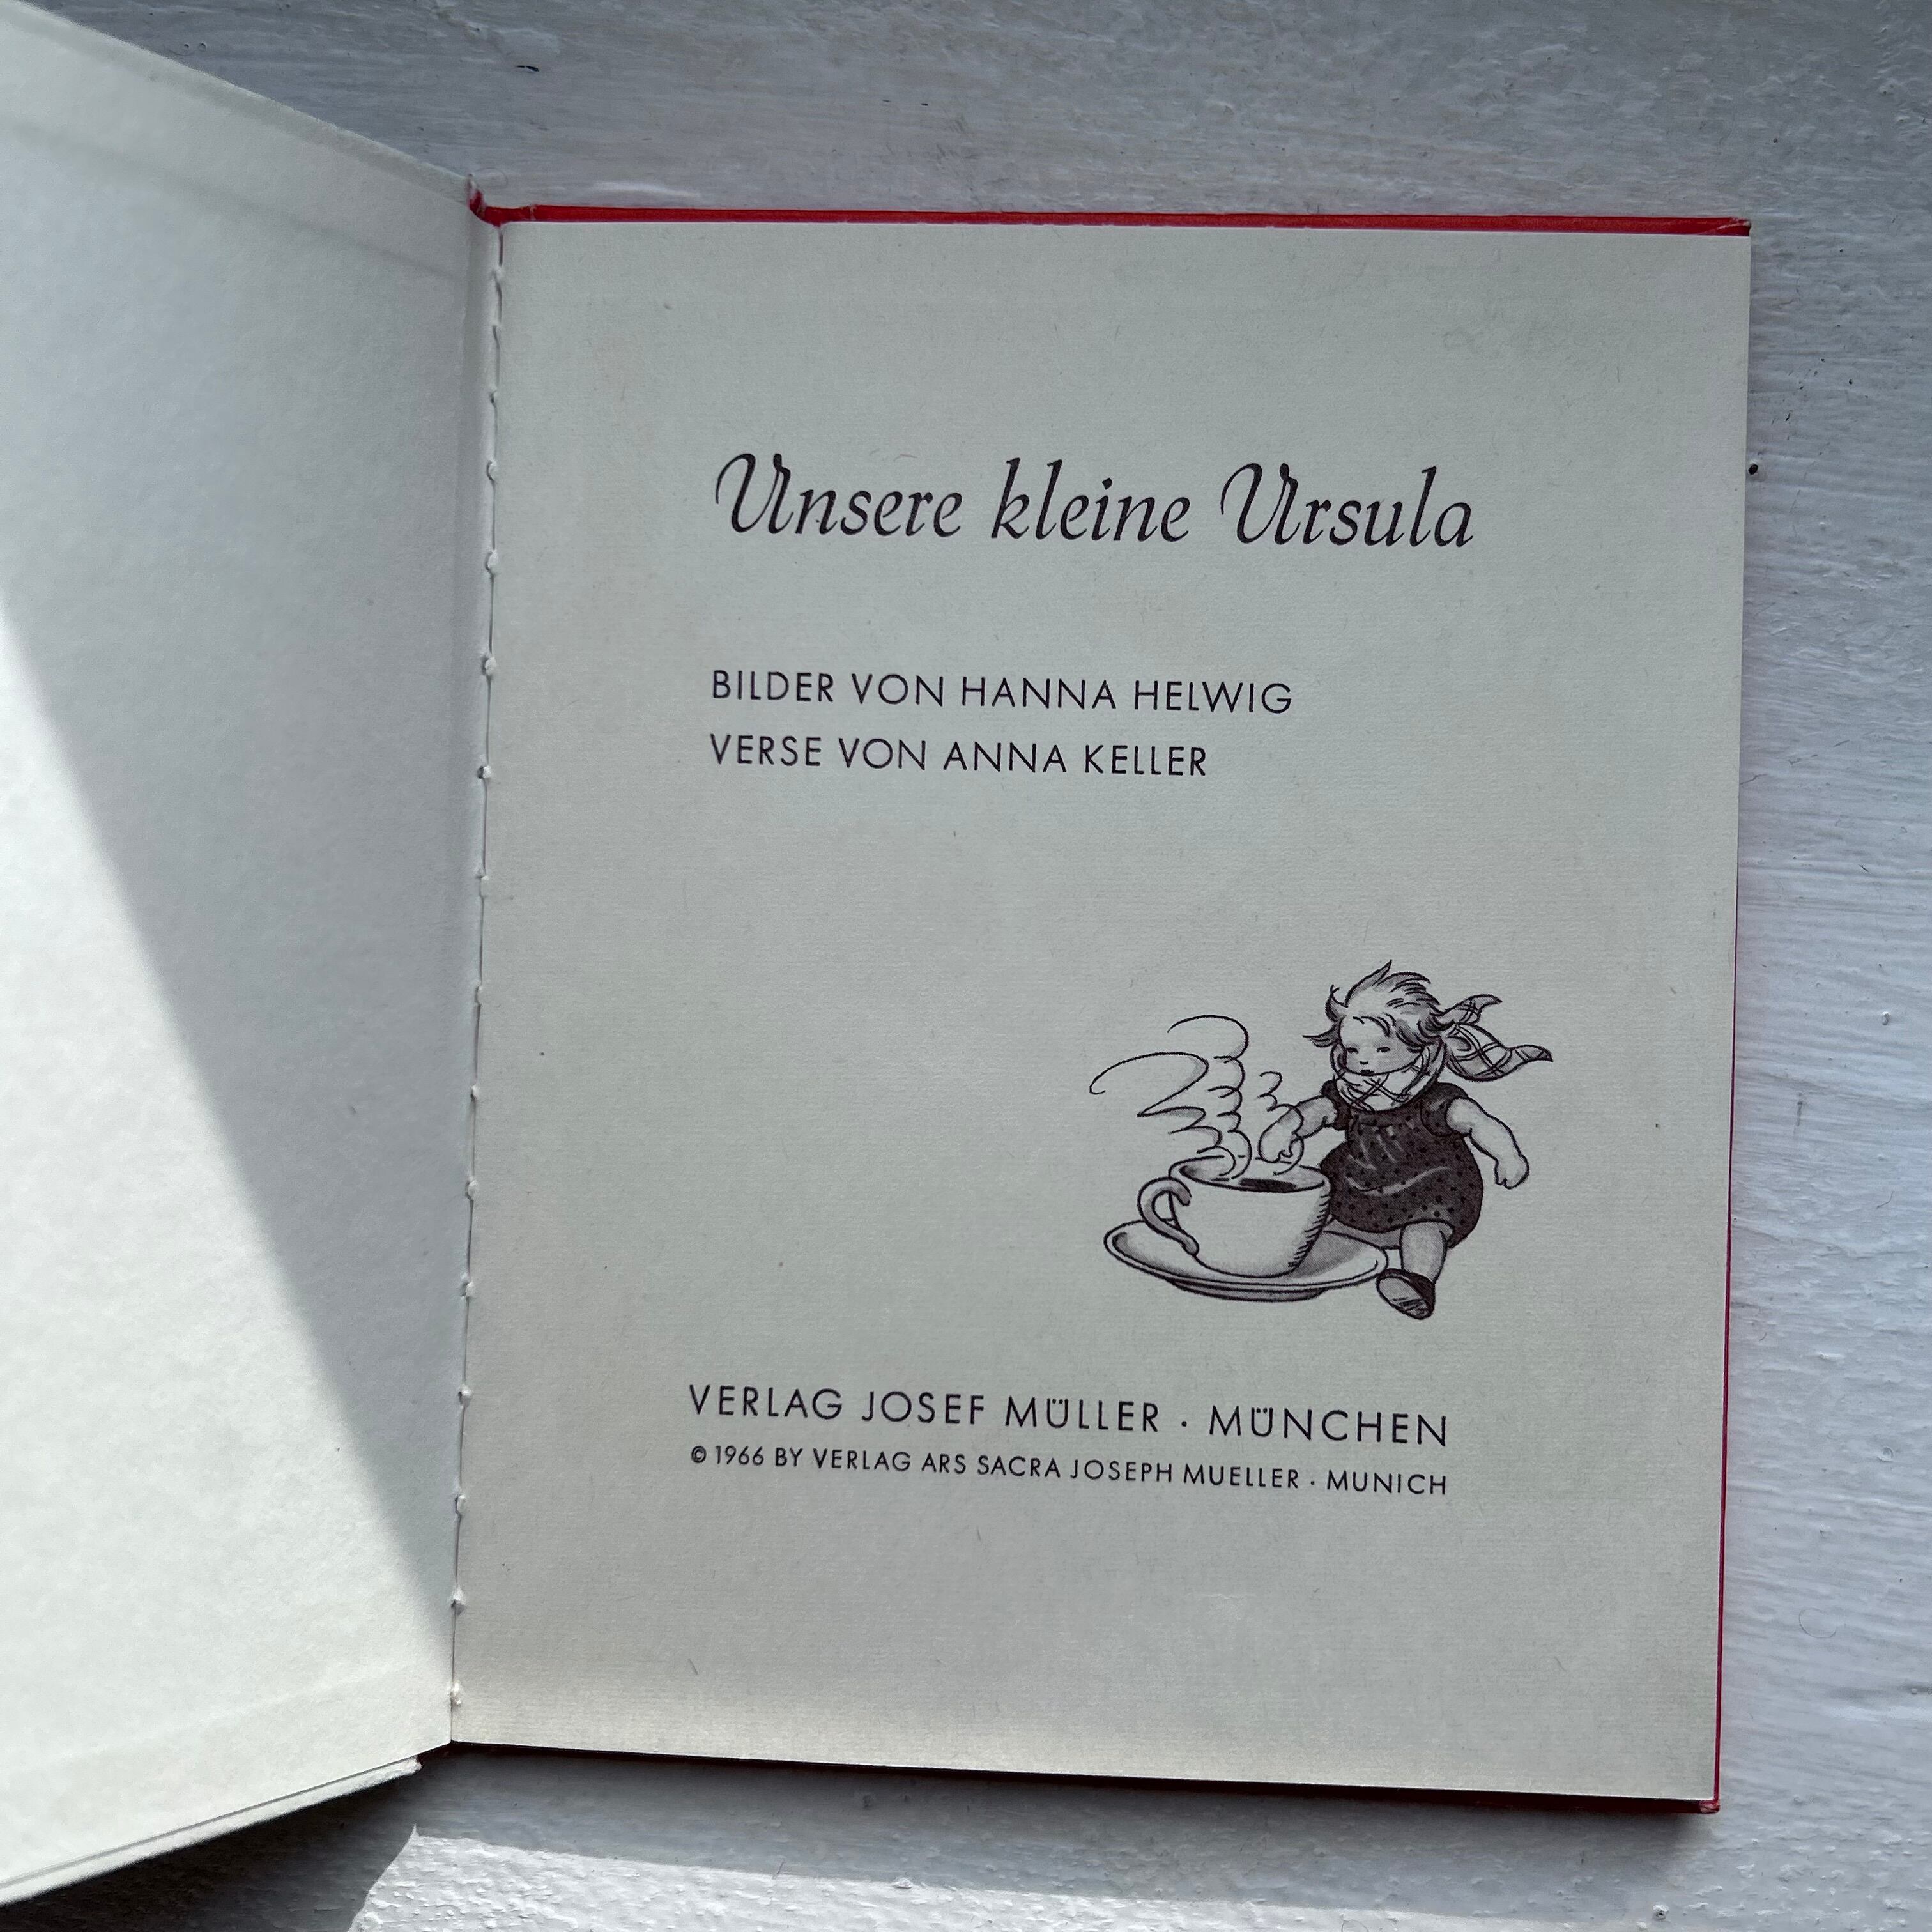 Unsere kleine Ursula
BILDER VON HANNA HELWIG
VERSE VON ANNA KELLER
VERLAG JOSEF MÜLLER · MÜNCHEN
© 1966 BY VERLAG ARS SACRA JOSEPH MUELLER · MUNICH